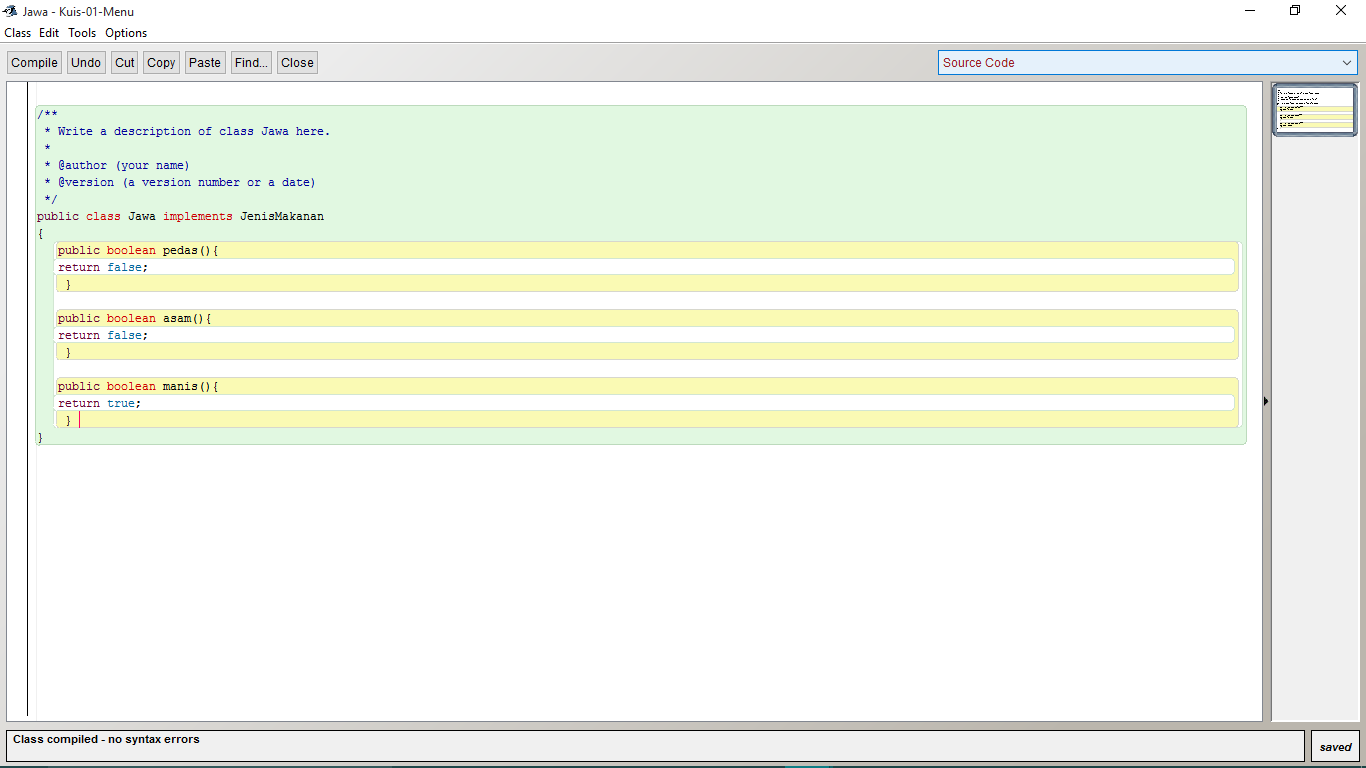 Jawa - Kuis-01-Menu
Class Edit Tools Options
Compile Undo Cut Copy Paste Find... Close Source Code
/**
 * Write a description of class Jawa here.
 *
 * @author (your name)
 * @version (a version number or a date)
 */
public class Jawa implements JenisMakanan
{
public boolean pedas(){
return false;
}
public boolean asam(){
return false;
}
public boolean manis(){
return true;
}
}
Class compiled - no syntax errors
saved